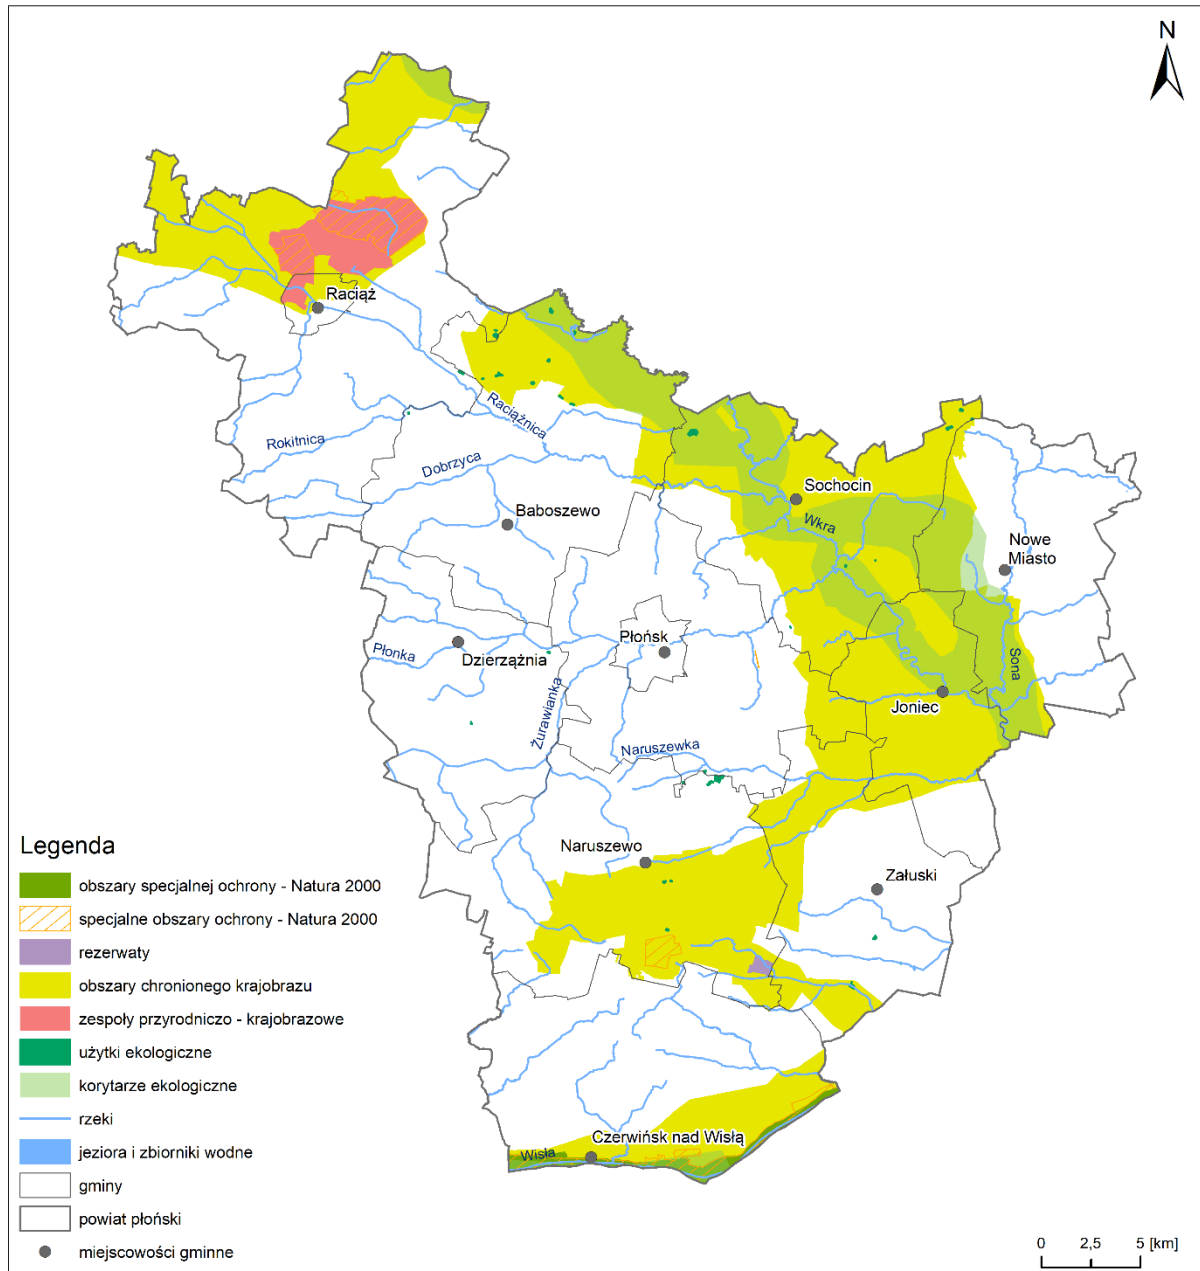 N
Raciąż
Raciążnica
Rokitnica
Dobrzyca
Sochocin
Baboszewo
Wkra
Nowe
Miasto
Płońsk
Płonka
Dzierzążnia
Sona
Żurawianka
Joniec
Naruszewka
Naruszewo
Załuski
Czerwińsk nad Wisłą
Wisła
Legenda
obszary specjalnej ochrony - Natura 2000
specjalne obszary ochrony - Natura 2000
rezerwaty
obszary chronionego krajobrazu
zespoły przyrodniczo - krajobrazowe
użytki ekologiczne
korytarze ekologiczne
rzeki
jeziora i zbiorniki wodne
gminy
powiat płoński
miejscowości gminne
0 2,5 5 [km]